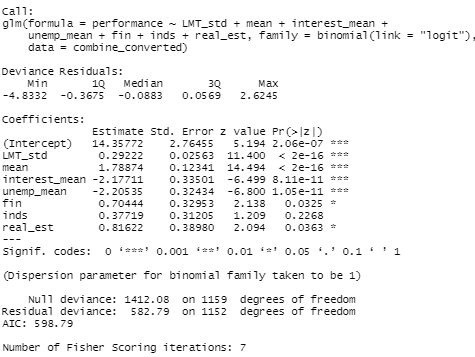 Call:
glm(formula = performance ~ LMT_std + mean + interest_mean +
unemp_mean + fin + inds + real_est, family = binomial(link = "logit"),
data = combine_converted)
Deviance Residuals:
Min 1Q Median 3Q Max
-4.8332 -0.3675 -0.0883 0.0569 2.6245
Coefficients:
Estimate Std. Error z value Pr(>|z|)
(Intercept) 14.35772 2.76455 5.194 2.06e-07 ***
LMT_std 0.29222 0.02563 11.400 < 2e-16 ***
mean 1.78874 0.12341 14.494 < 2e-16 ***
interest_mean -2.17711 0.33501 -6.499 8.11e-11 ***
unemp_mean -2.20535 0.32434 -6.800 1.05e-11 ***
fin 0.70444 0.32953 2.138 0.0325 *
inds 0.37719 0.31205 1.209 0.2268
real_est 0.81622 0.38980 2.094 0.0363 *
---
Signif. codes: 0 ‘***’ 0.001 ‘**’ 0.01 ‘*’ 0.05 ‘.’ 0.1 ‘ ’ 1
(Dispersion parameter for binomial family taken to be 1)
Null deviance: 1412.08 on 1159 degrees of freedom
Residual deviance: 582.79 on 1152 degrees of freedom
AIC: 598.79
Number of Fisher Scoring iterations: 7